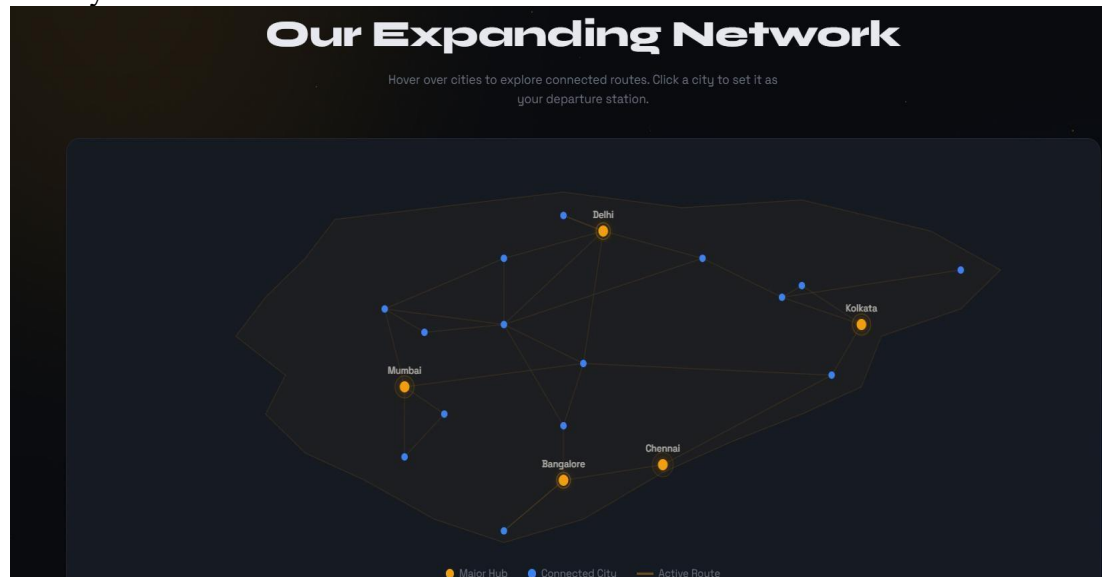 Our Expanding Network
Hover over cities to explore connected routes. Click a city to set it as
your departure station.
Delhi
Kolkata
Mumbai
Chennai
Bangalore
Major Hub
Connected City
Active Route